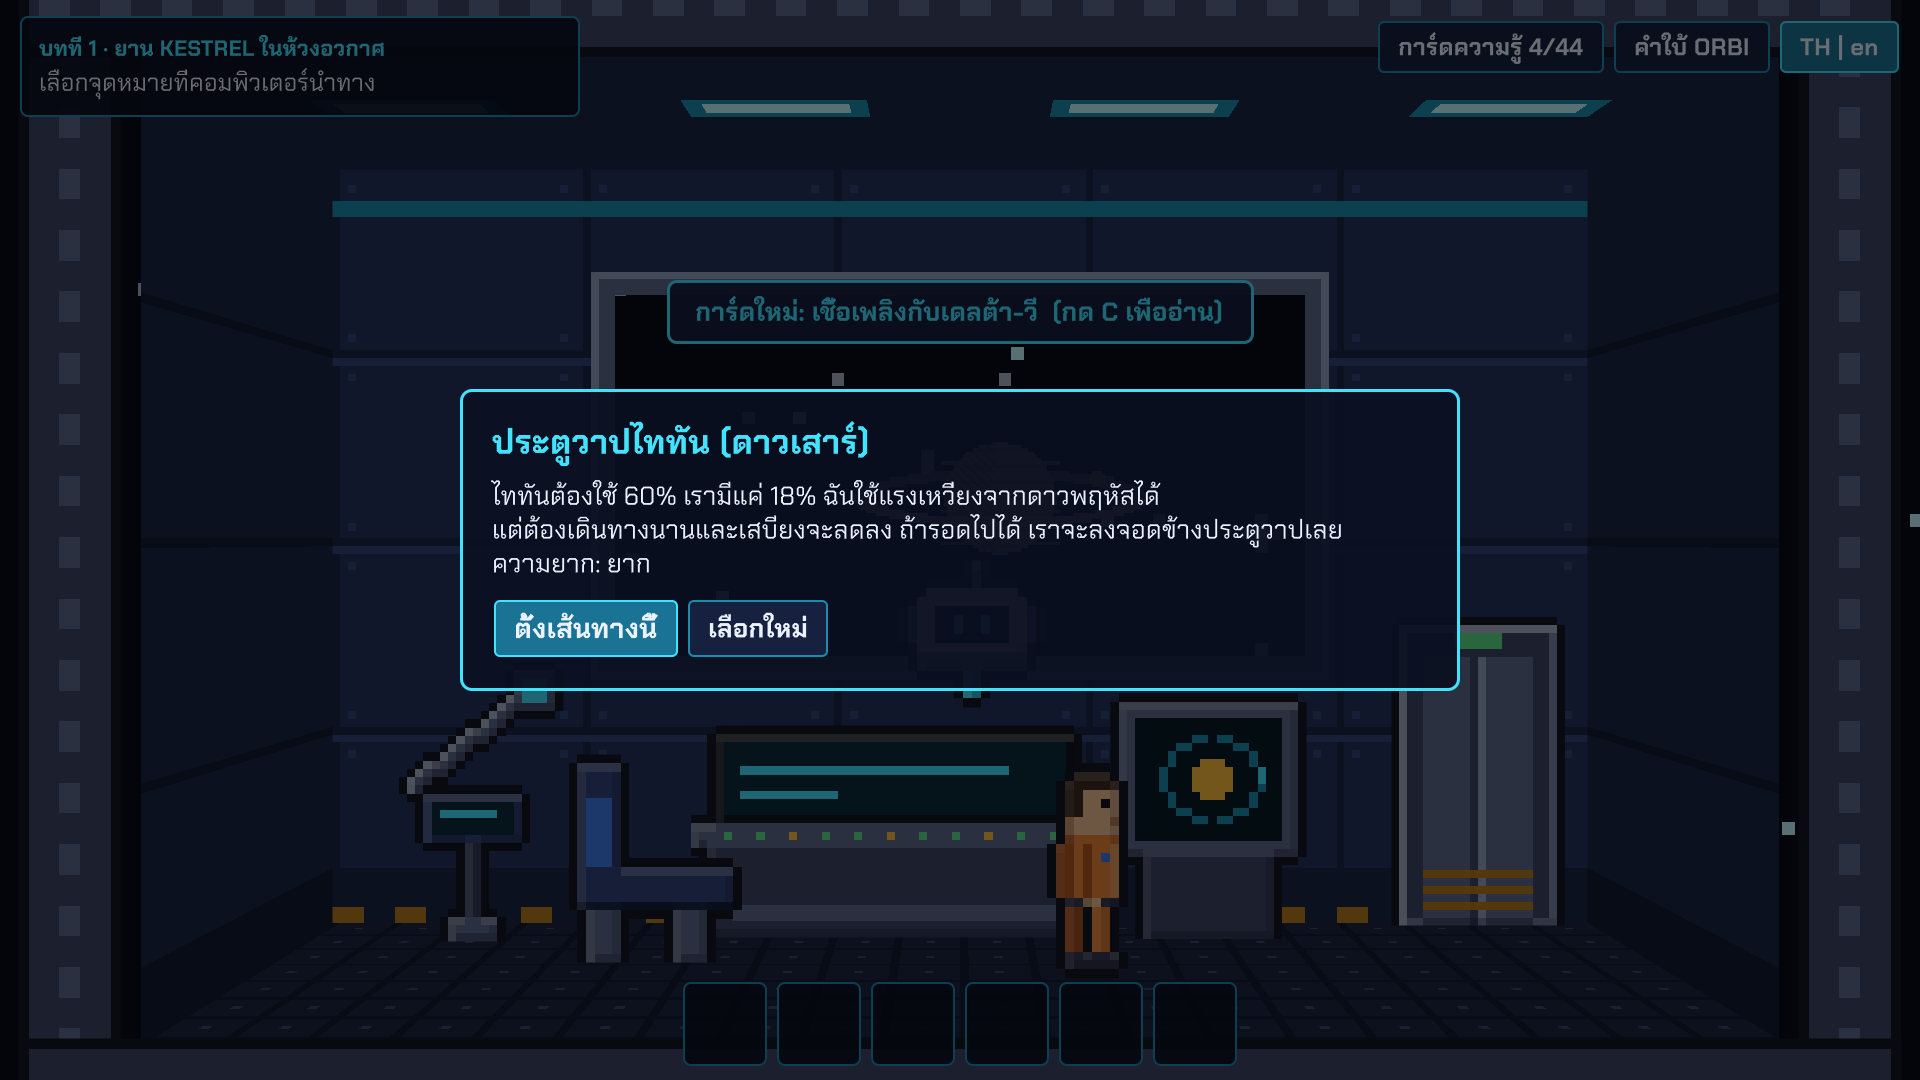 บทที่ 1 · ยาน KESTREL ในห้วงอวกาศ
เลือกจุดหมายที่คอมพิวเตอร์นำทาง
การ์ดความรู้ 4/44
คำใบ้ ORBI
TH | en
การ์ดใหม่: เชื้อเพลิงกับเดลต้า-วี (กด C เพื่ออ่าน)
ประตูวาปไททัน (ดาวเสาร์)
ไททันต้องใช้ 60% เรามีแค่ 18% ฉันใช้แรงเหวี่ยงจากดาวพฤหัสได้
แต่ต้องเดินทางนานและเสบียงจะลดลง ถ้ารอดไปได้ เราจะลงจอดข้างประตูวาปเลย
ความยาก: ยาก
ตั้งเส้นทางนี้
เลือกใหม่